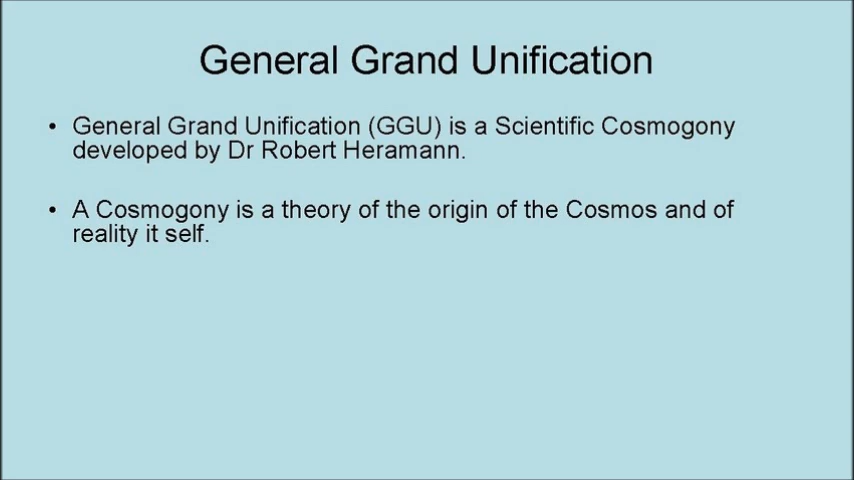 General Grand Unification
• General Grand Unification (GGU) is a Scientific Cosmogony
developed by Dr Robert Heramann.
• A Cosmogony is a theory of the origin of the Cosmos and of
reality it self.